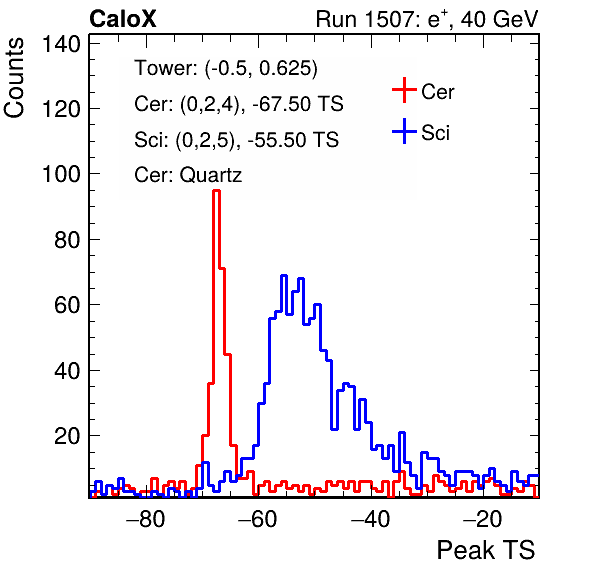 CaloX Run 1507: e⁺, 40 GeV
Counts
140
120
100
80
60
40
20
Tower: (-0.5, 0.625)
Cer: (0,2,4), -67.50 TS
Sci: (0,2,5), -55.50 TS
Cer: Quartz
Cer
Sci
−80 −60 −40 −20
Peak TS